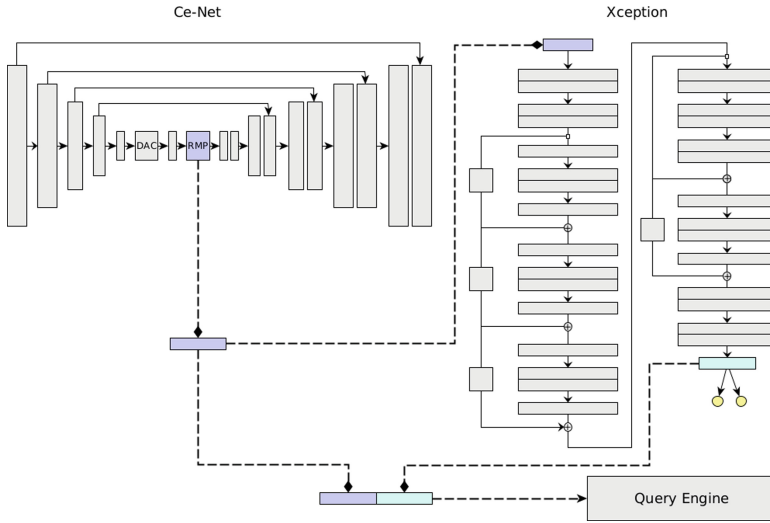 Ce-Net
Xception
DAC
RMP
Query Engine